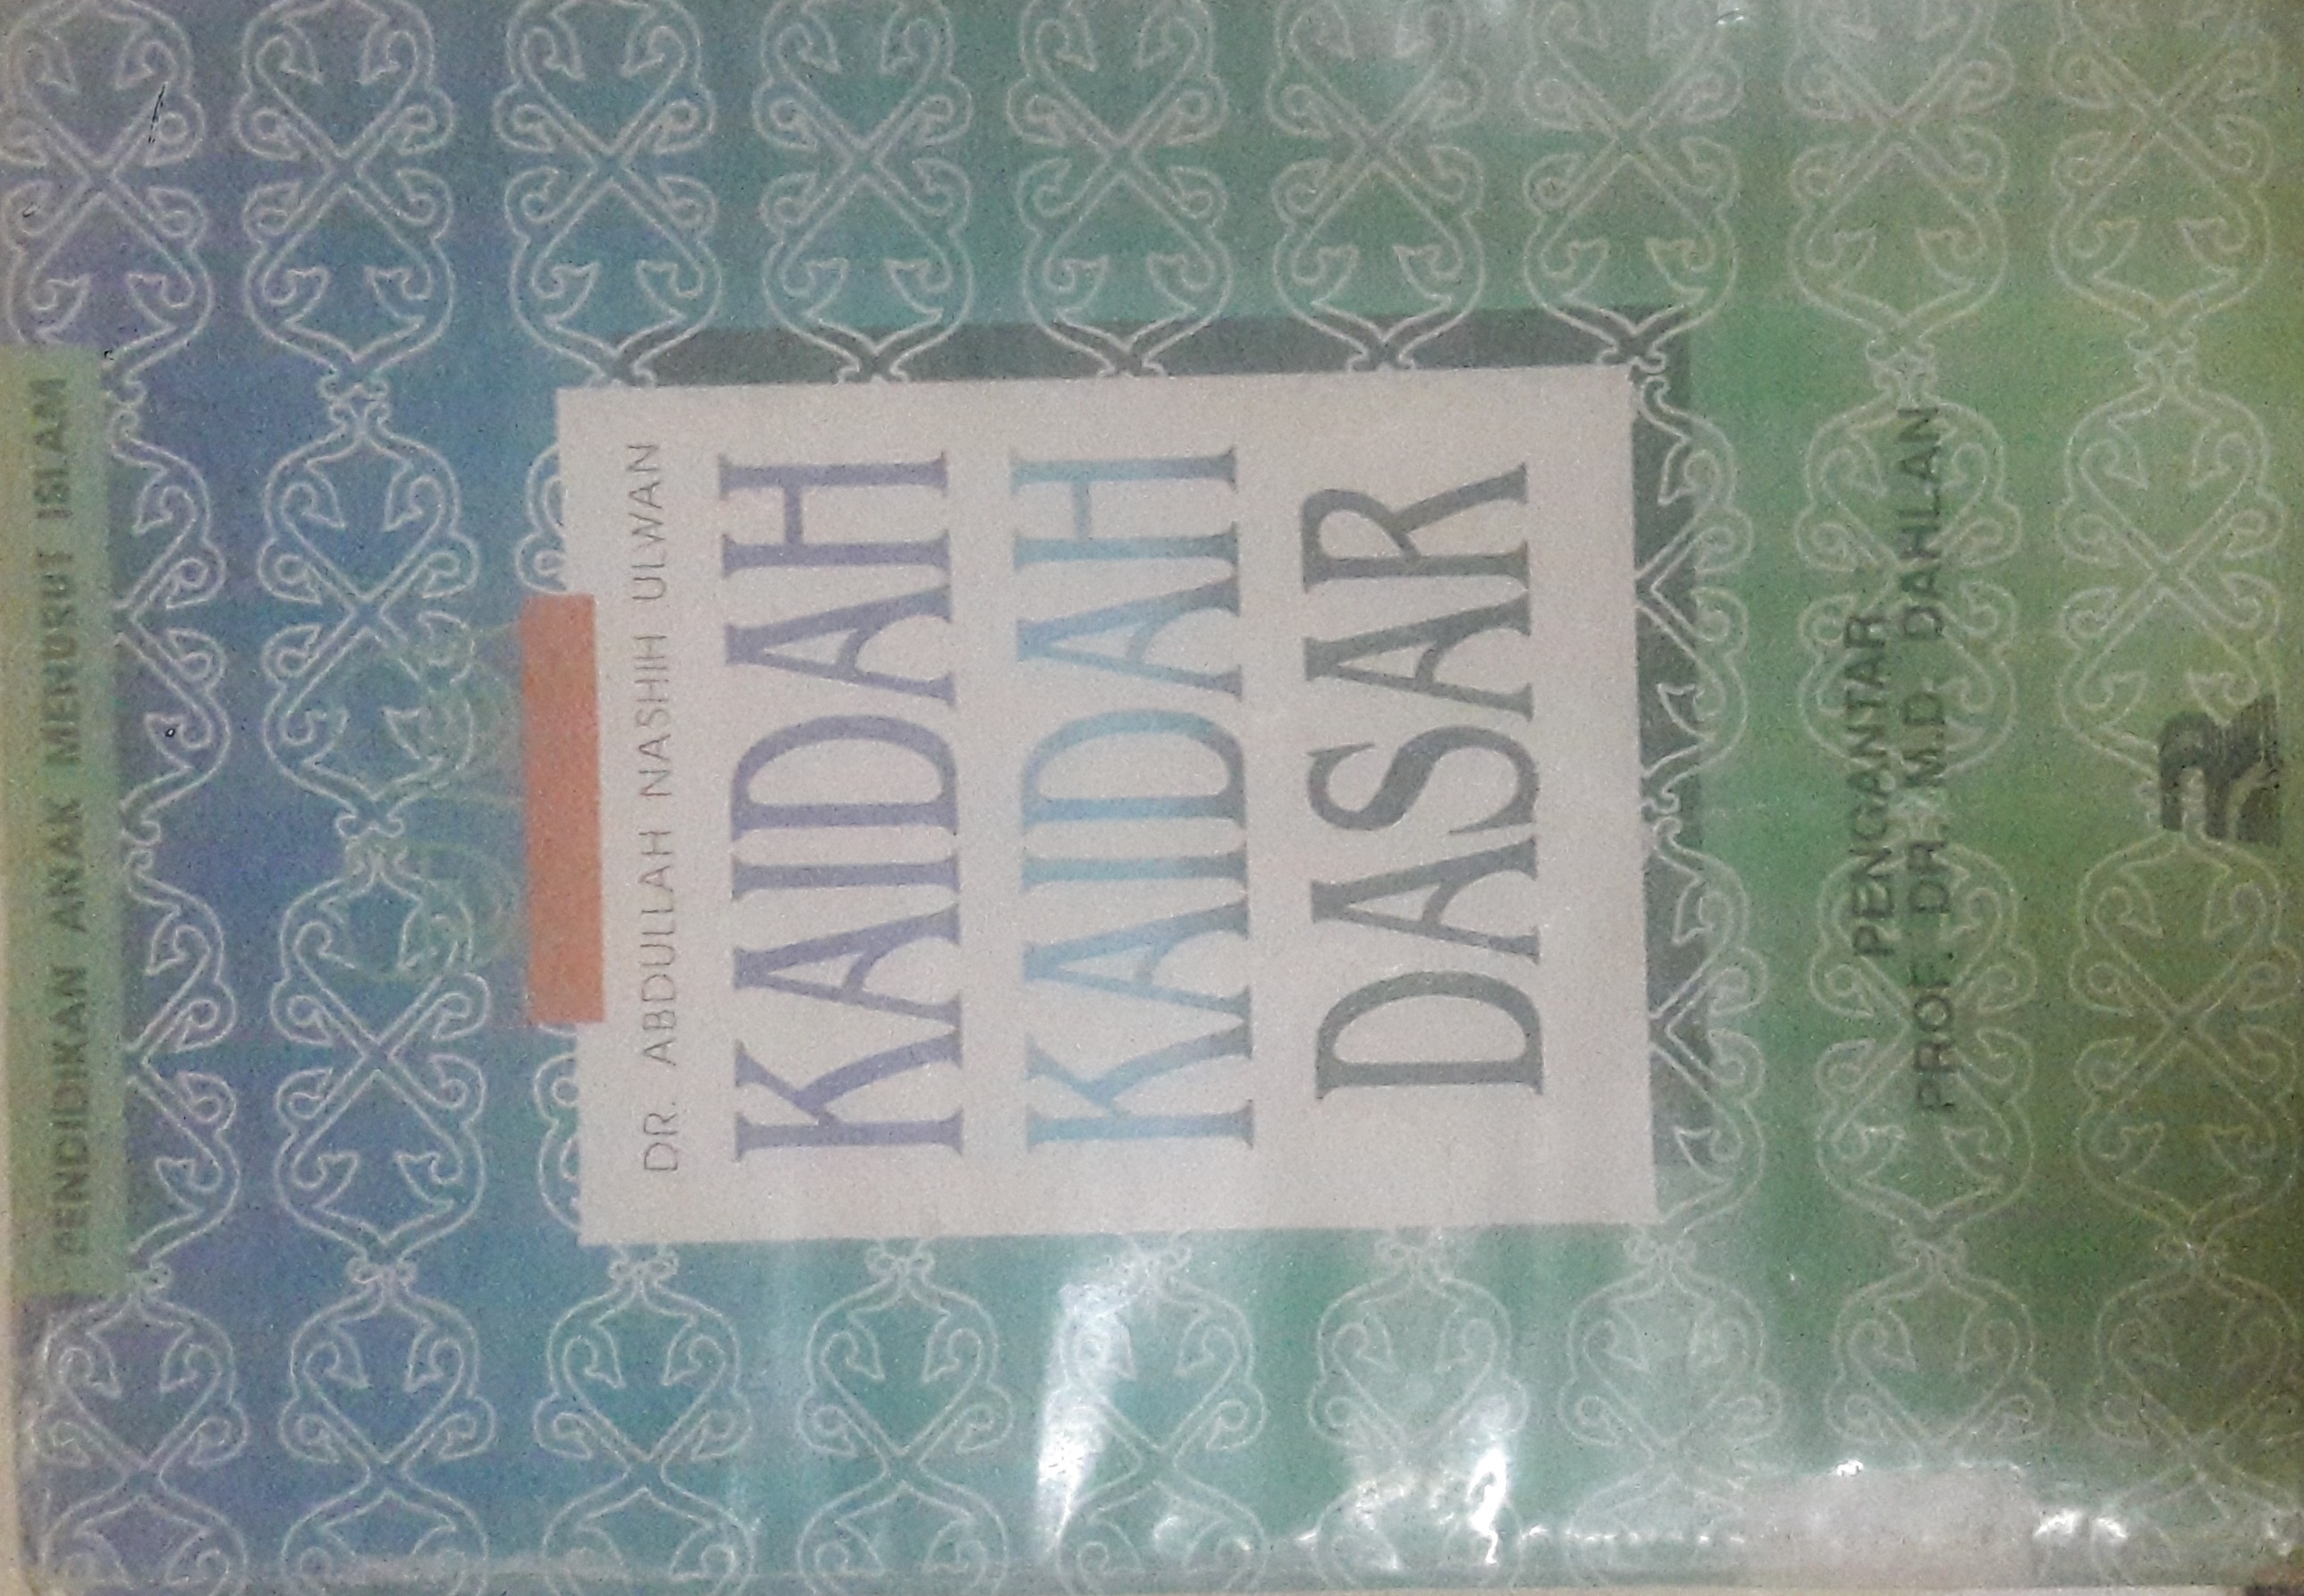 PENDIDIKAN ANAK MENURUT ISLAM
DR. ABDULLAH NASHIH ULWAN
KAIDAH
KAIDAH
DASAR
PENGANTAR :
PROF. DR. M.D. DAHLAN